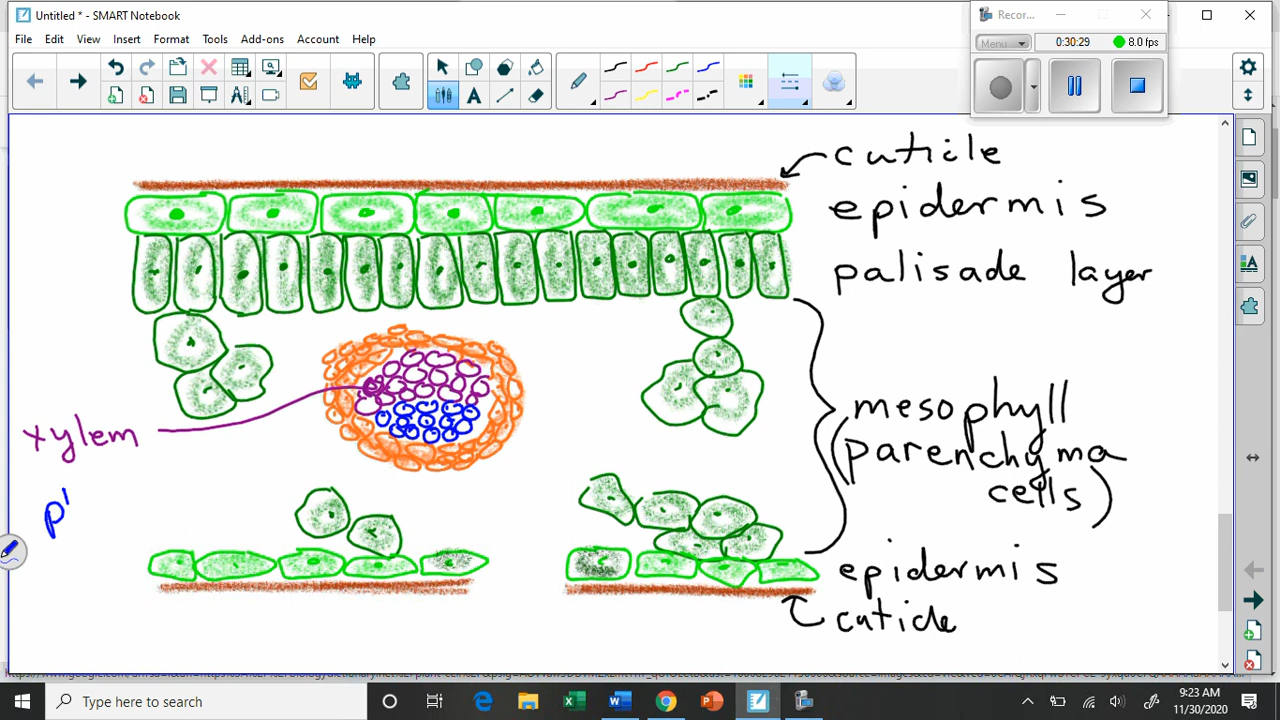 Untitled * - SMART Notebook
Recor...
File Edit View Insert Format Tools Add-ons Account Help
Menu
0:30:29
8.0 fps
cuticle
epidermis
palisade layer
mesophyll
(parenchyma
cells)
xylem
p
epidermis
cuticle
Type here to search
9:23 AM
11/30/2020